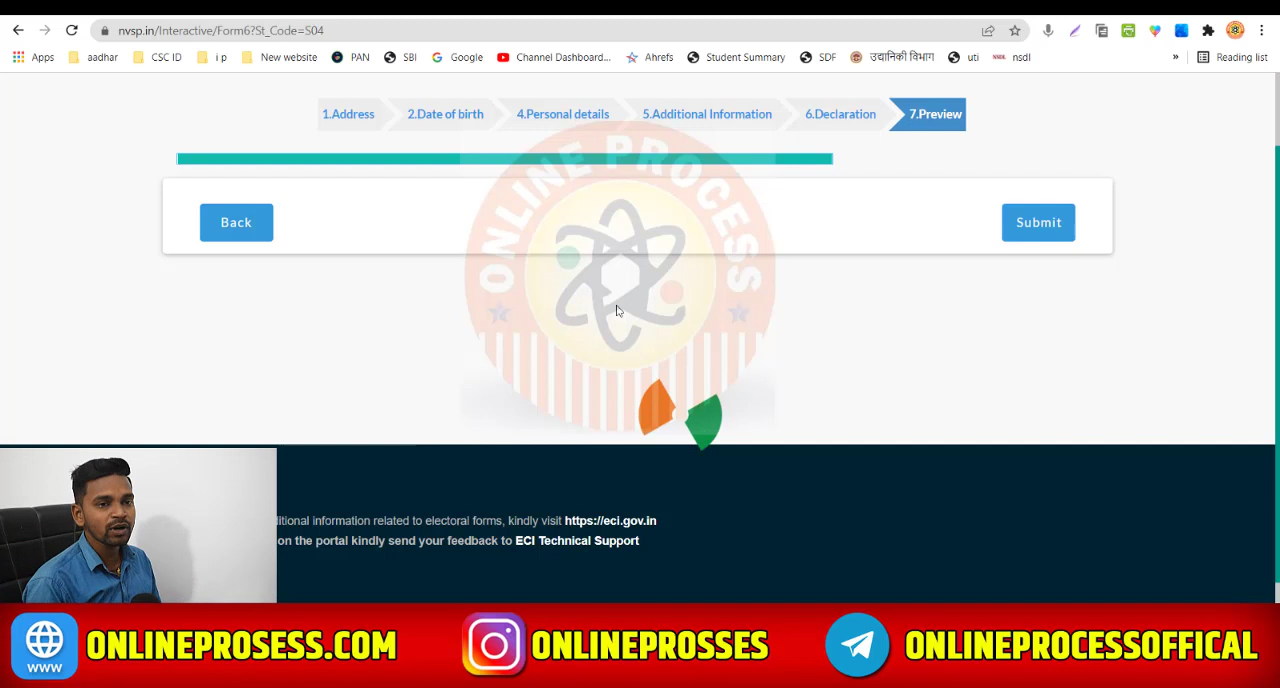 nvsp.in/Interactive/Form6?St_Code=S04
Apps aadhar CSC ID i p New website PAN SBI Google Channel Dashboard... Ahrefs Student Summary SDF उद्यानिकी विभाग uti NSDL nsdl » Reading list
1.Address 2.Date of birth 4.Personal details 5.Additional Information 6.Declaration 7.Preview
ONLINE PROCESS
Back Submit
ditional information related to electoral forms, kindly visit https://eci.gov.in
on the portal kindly send your feedback to ECI Technical Support
WWW ONLINEPROSESS.COM ONLINEPROSSES ONLINEPROCESSOFFICAL